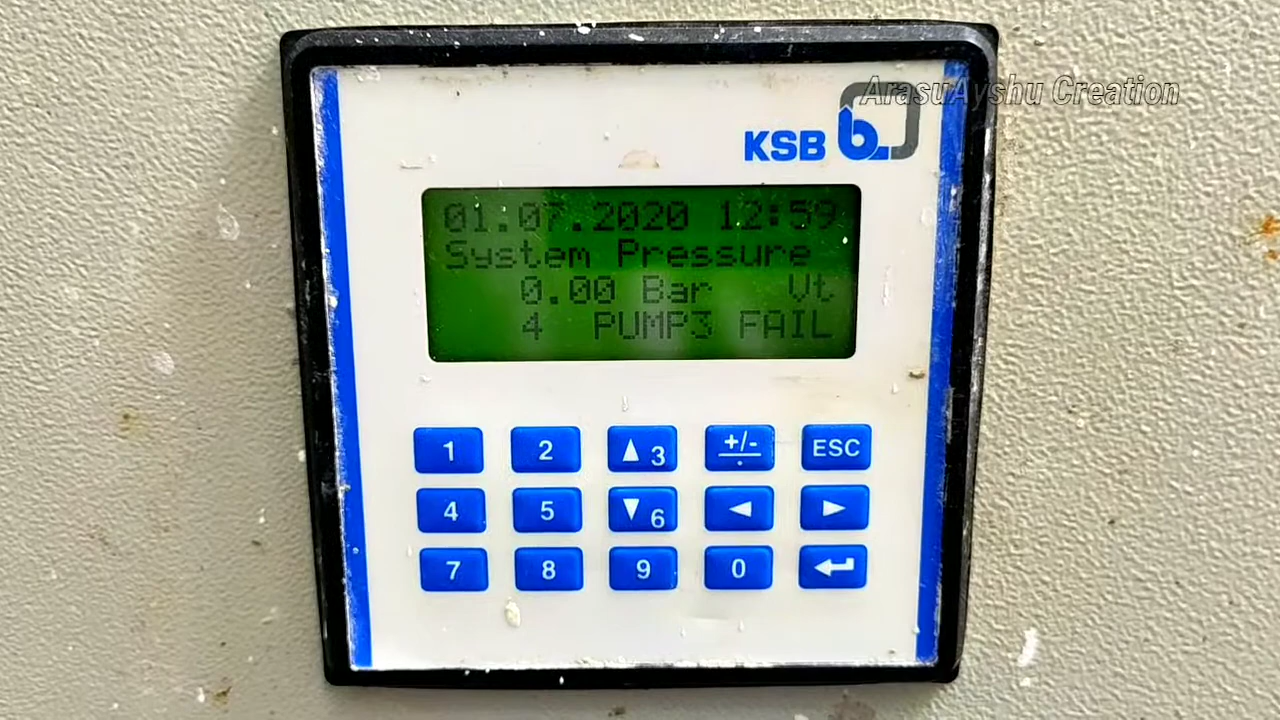 ArasuAyshu Creation
KSB b
01.07.2020 12:59
System Pressure
0.00 Bar Vt
4 PUMP3 FAIL
1 2 ▲3 +/- . ESC
4 5 ▼6 ◄ ►
7 8 9 0 ↵